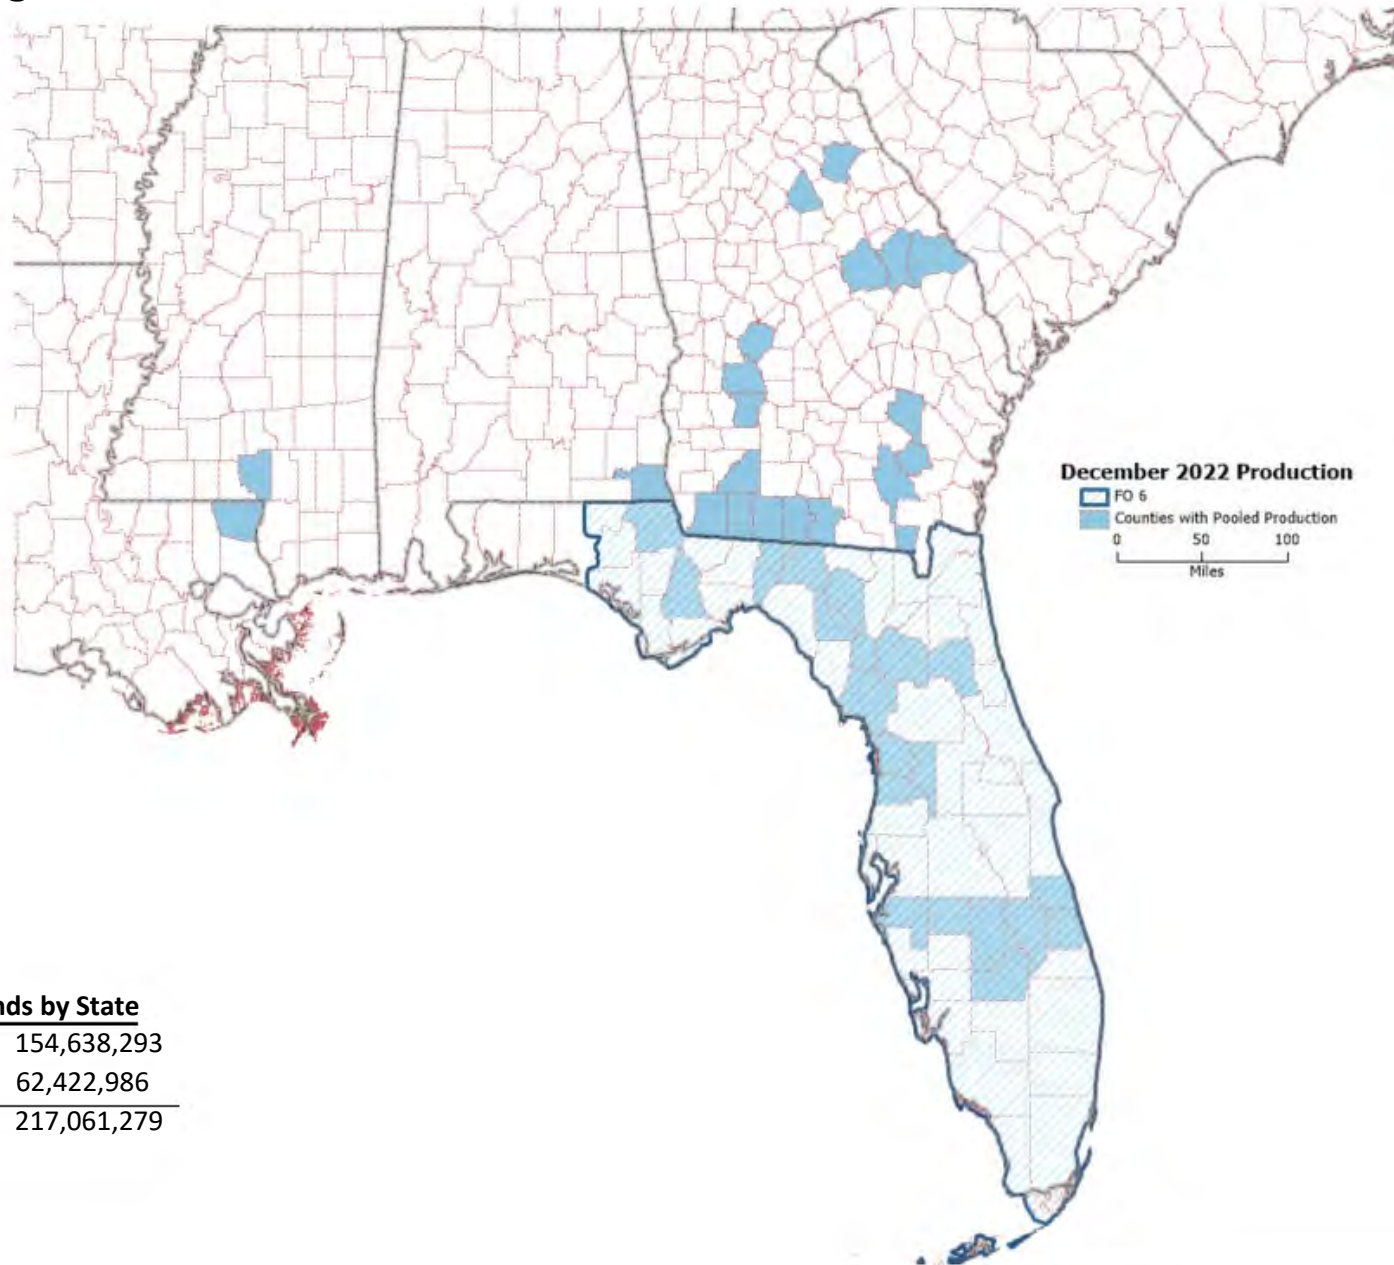 December 2022 Production
FO 6
Counties with Pooled Production
0 50 100
Miles
nds by State
154,638,293
62,422,986
217,061,279